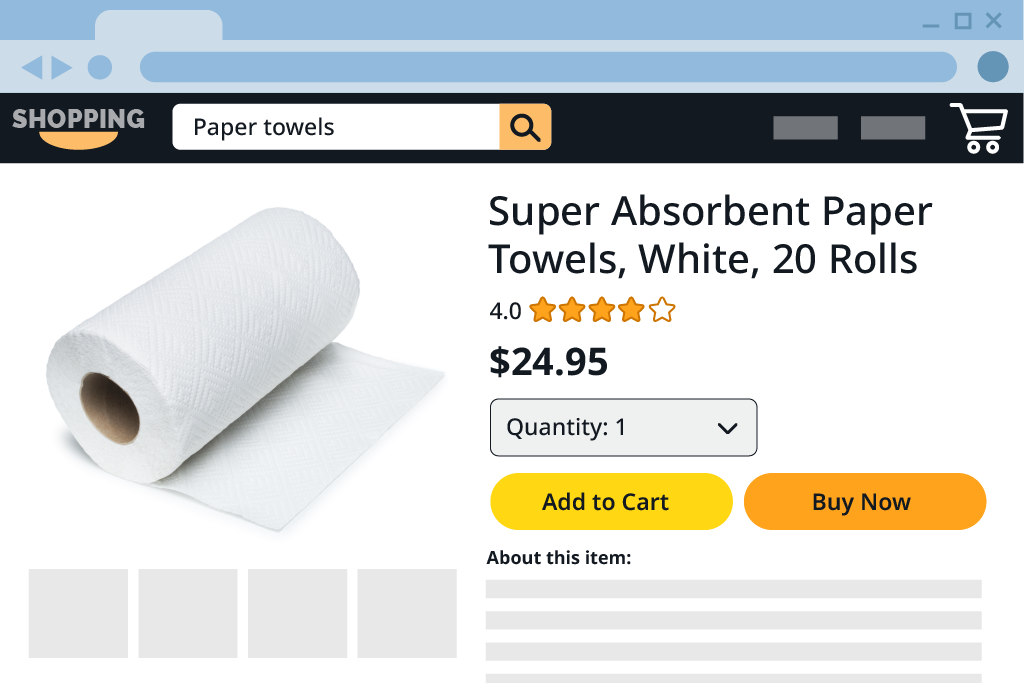 SHOPPING
Paper towels
Super Absorbent Paper
Towels, White, 20 Rolls
4.0
$24.95
Quantity: 1
Add to Cart
Buy Now
About this item: